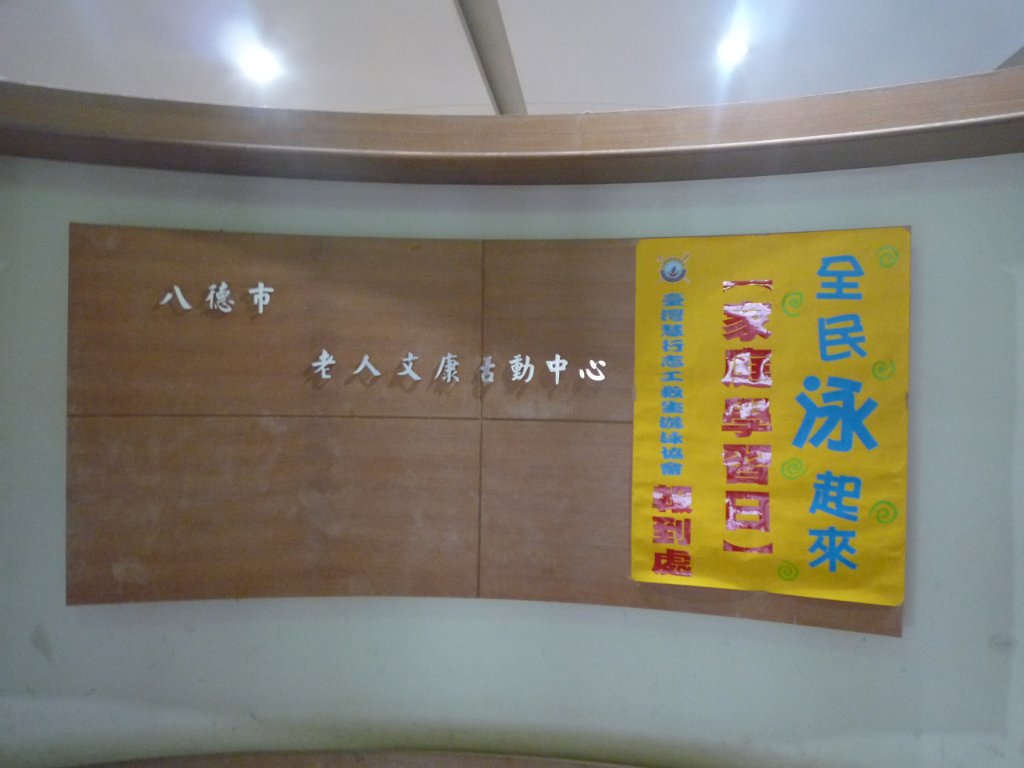 八德市
老人文康活動中心
全民泳起來
【家庭學習日】
臺灣慧行志工救生游泳協會 報到處